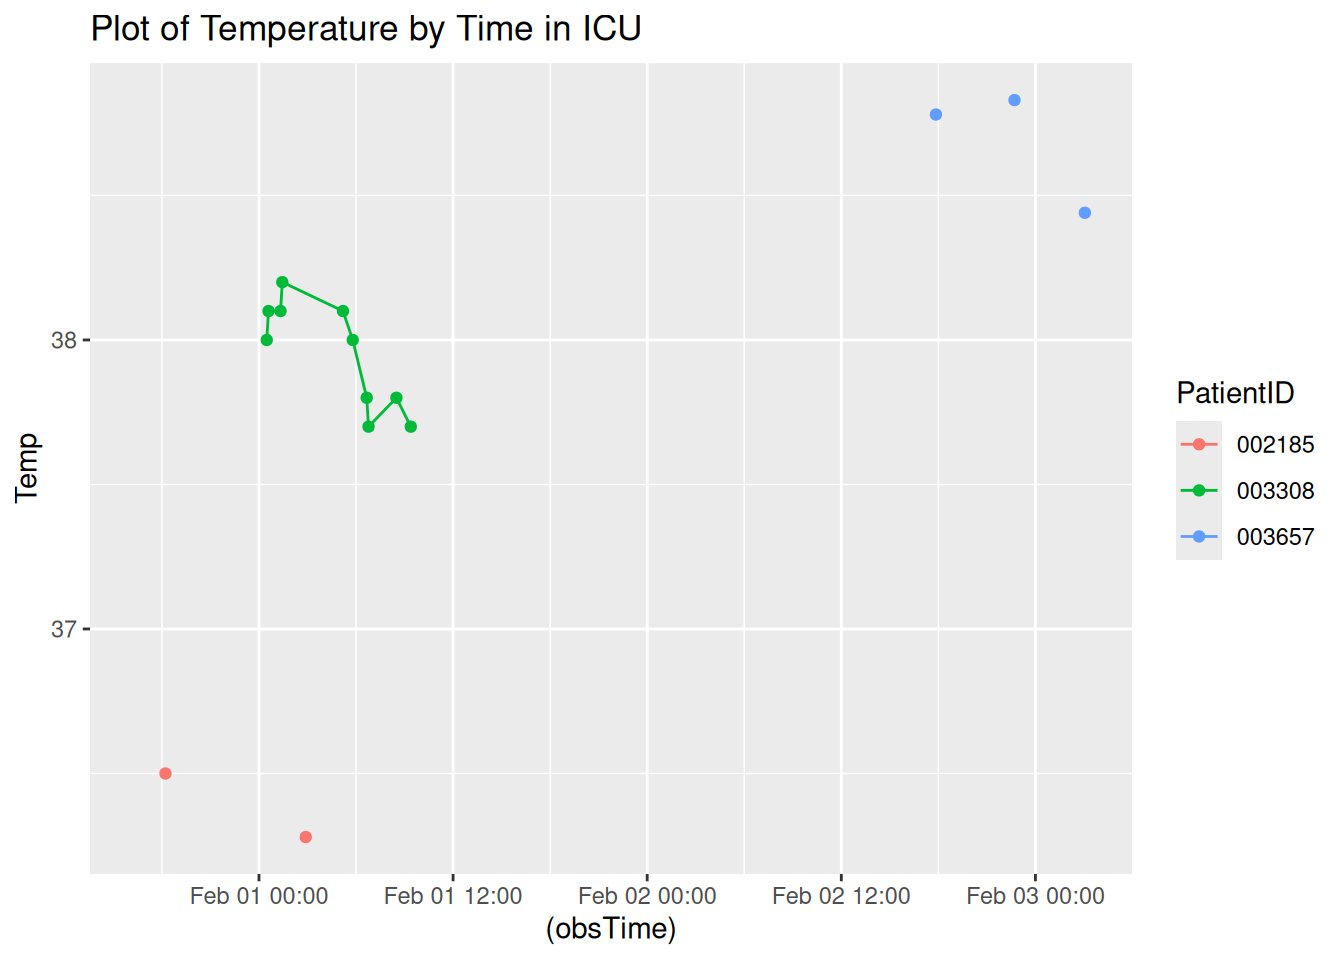 Plot of Temperature by Time in ICU
38
37
Temp
Feb 01 00:00
Feb 01 12:00
Feb 02 00:00
Feb 02 12:00
Feb 03 00:00
(obsTime)
PatientID
002185
003308
003657